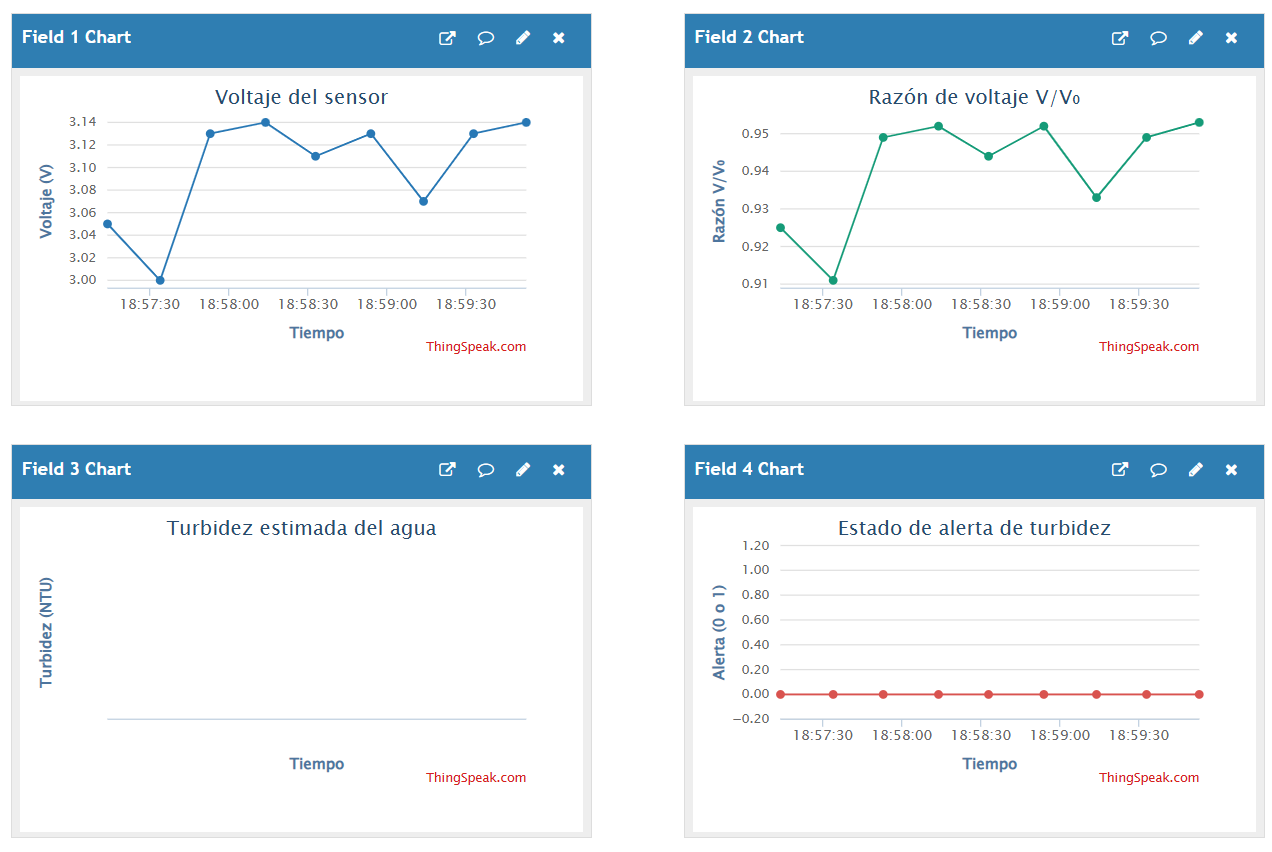 Field 1 Chart
Voltaje del sensor
3.14
3.12
3.10
3.08
3.06
3.04
3.02
3.00
Voltaje (V)
18:57:30 18:58:00 18:58:30 18:59:00 18:59:30
Tiempo
ThingSpeak.com
Field 2 Chart
Razón de voltaje V/V₀
0.95
0.94
0.93
0.92
0.91
Razón V/V₀
18:57:30 18:58:00 18:58:30 18:59:00 18:59:30
Tiempo
ThingSpeak.com
Field 3 Chart
Turbidez estimada del agua
Turbidez (NTU)
Tiempo
ThingSpeak.com
Field 4 Chart
Estado de alerta de turbidez
1.20
1.00
0.80
0.60
0.40
0.20
0.00
−0.20
Alerta (0 o 1)
18:57:30 18:58:00 18:58:30 18:59:00 18:59:30
Tiempo
ThingSpeak.com